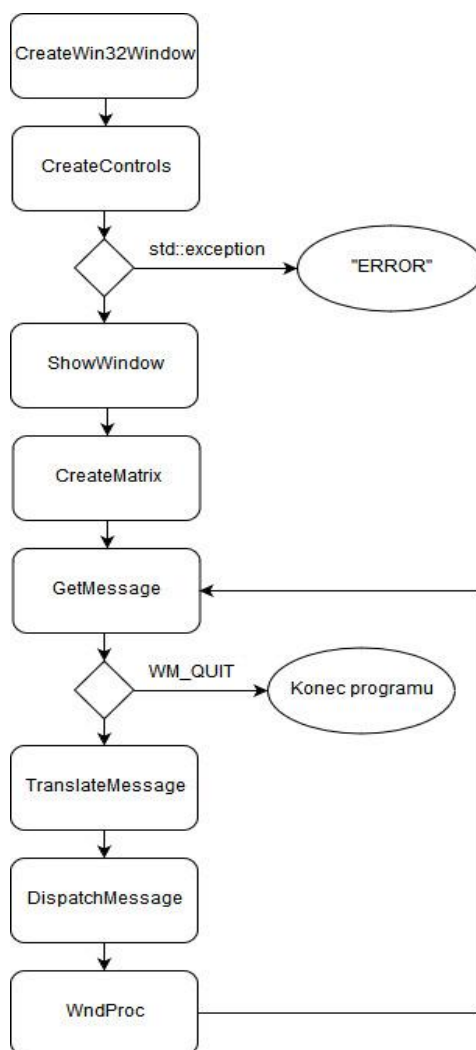 CreateWin32Window
CreateControls
std::exception
"ERROR"
ShowWindow
CreateMatrix
GetMessage
WM_QUIT
Konec programu
TranslateMessage
DispatchMessage
WndProc